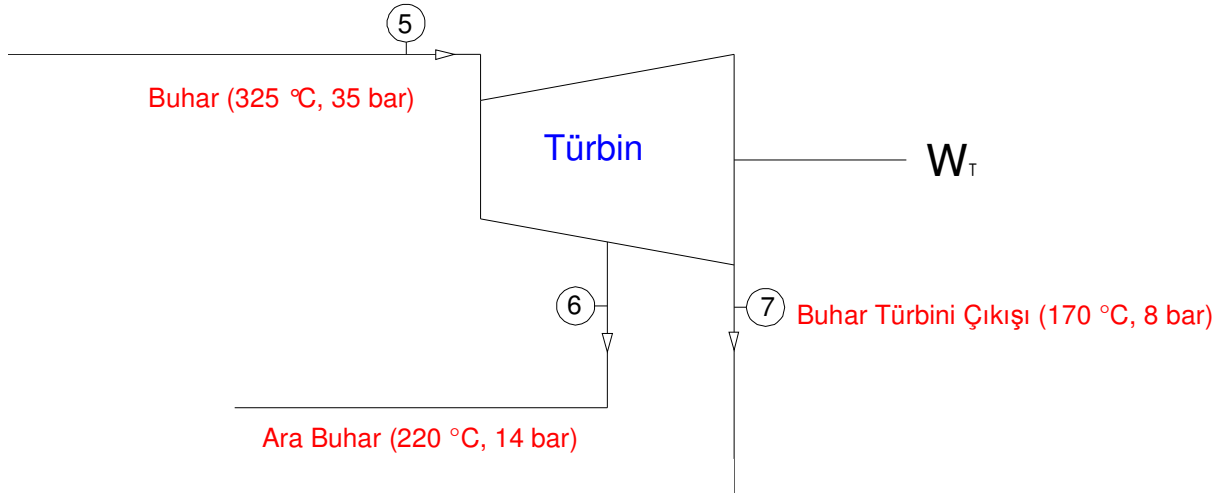 5
Buhar (325 °C, 35 bar)
Türbin
W T
6
7
Buhar Türbini Çıkışı (170 °C, 8 bar)
Ara Buhar (220 °C, 14 bar)